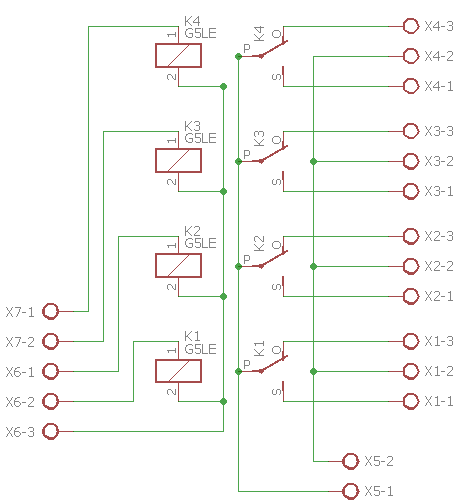 K4
G5LE
1
2
K4
P
O
S
X4-3
X4-2
X4-1
K3
G5LE
1
2
K3
P
O
S
X3-3
X3-2
X3-1
K2
G5LE
1
2
K2
P
O
S
X2-3
X2-2
X2-1
K1
G5LE
1
2
K1
P
O
S
X1-3
X1-2
X1-1
X7-1
X7-2
X6-1
X6-2
X6-3
X5-2
X5-1